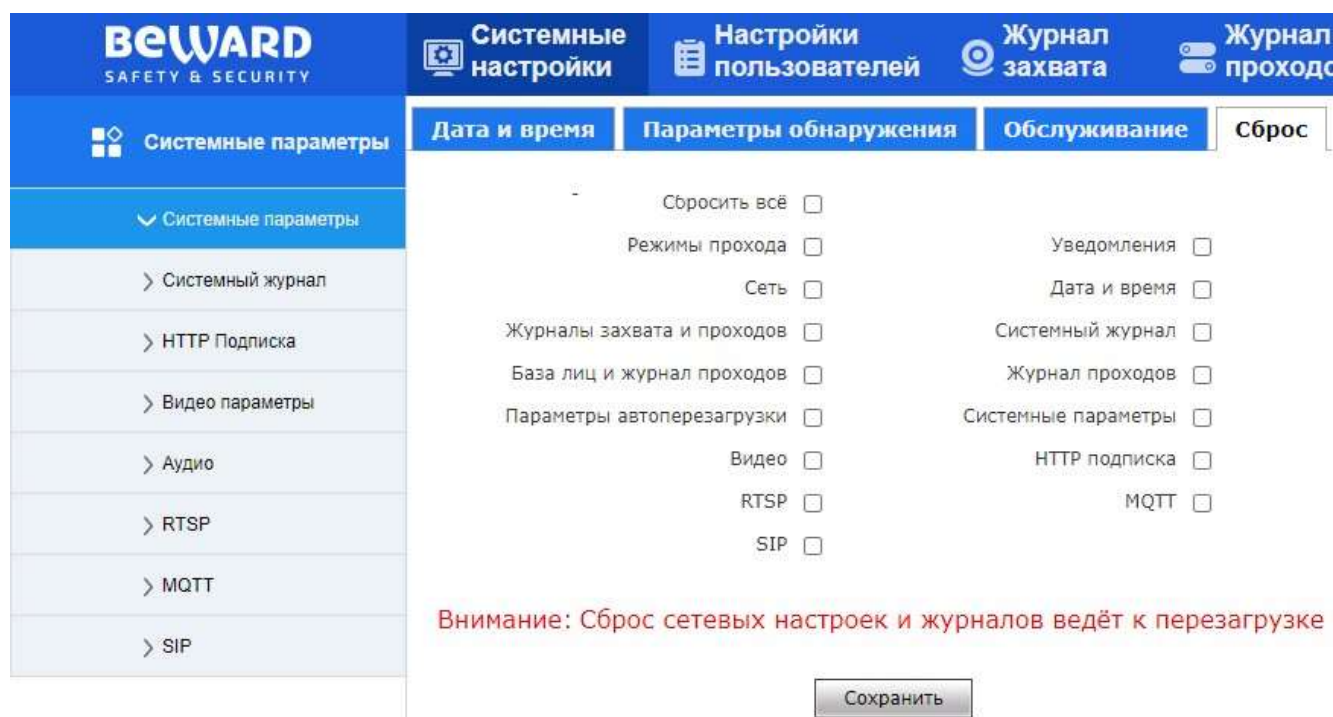 BEWARD
SAFETY & SECURITY
Системные настройки
Настройки пользователей
Журнал захвата
Журнал
Системные параметры
Дата и время
Параметры обнаружения
Обслуживание
Сброс
Системные параметры
Системный журнал
HTTP Подписка
Видео параметры
Аудио
RTSP
MQTT
SIP
Сбросить всё
Режимы прохода
Уведомления
Сеть
Дата и время
Журналы захвата и проходов
Системный журнал
База лиц и журнал проходов
Журнал проходов
Параметры автоперезагрузки
Системные параметры
Видео
HTTP подписка
RTSP
MQTT
SIP
Внимание: Сброс сетевых настроек и журналов ведёт к перезагрузке
Сохранить